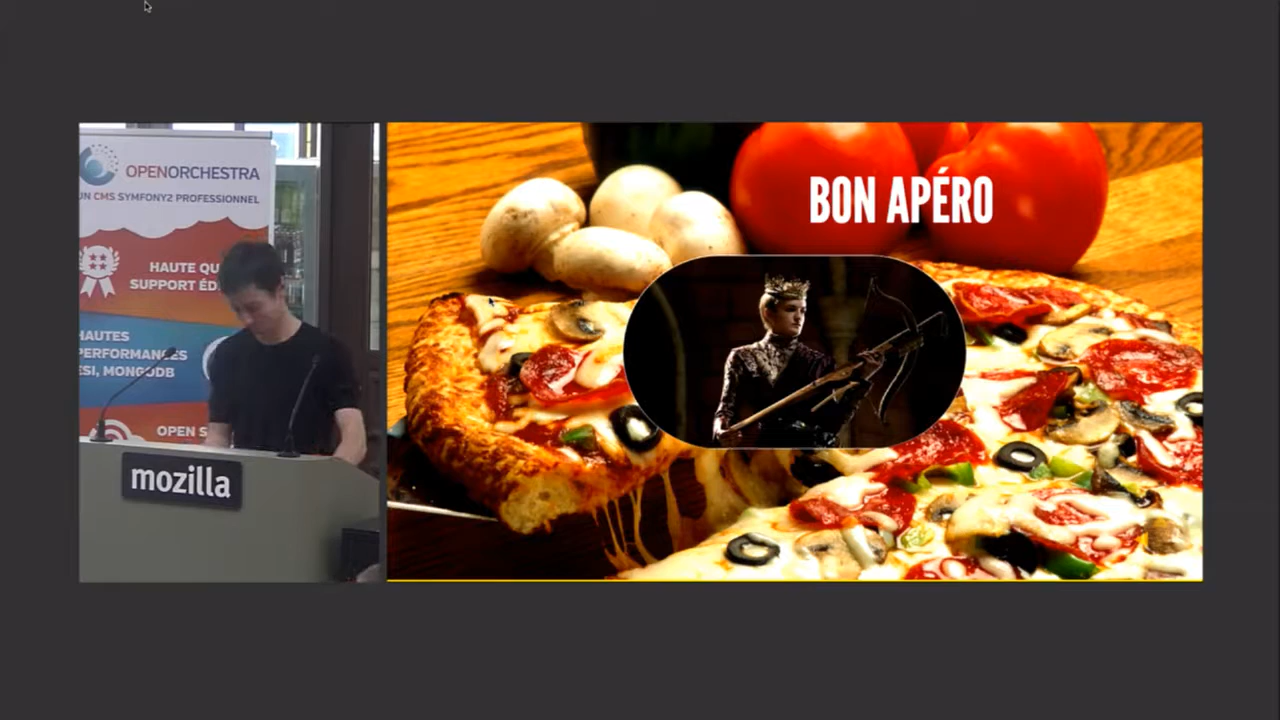 OPENORCHESTRA
UN CMS SYMFONY2 PROFESSIONNEL
HAUTE QU
SUPPORT ÉD
HAUTES
PERFORMANCES
ESI, MONGODB
OPEN S
mozilla
BON APÉRO